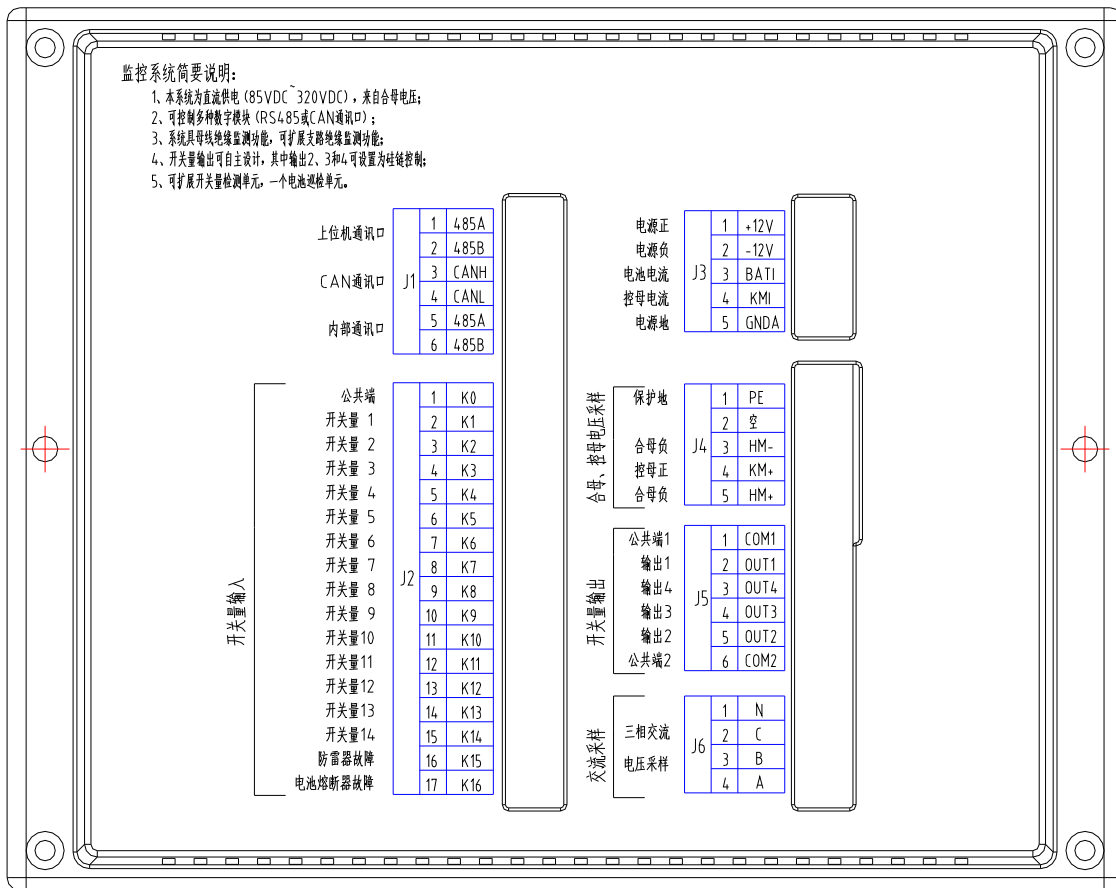 监控系统简要说明:
1、本系统为直流供电(85VDC~320VDC),来自合母电压;
2、可控制多种数字模块(RS485或CAN通讯口);
3、系统具母线绝缘监测功能,可扩展支路绝缘监测功能;
4、开关量输出可自主设计,其中输出2、3和4可设置为硅链控制;
5、可扩展开关量检测单元,一个电池巡检单元。
上位机通讯口
CAN通讯口
内部通讯口
J1
1 485A
2 485B
3 CANH
4 CANL
5 485A
6 485B
开关量输入
J2
公共端 1 K0
开关量 1 2 K1
开关量 2 3 K2
开关量 3 4 K3
开关量 4 5 K4
开关量 5 6 K5
开关量 6 7 K6
开关量 7 8 K7
开关量 8 9 K8
开关量 9 10 K9
开关量10 11 K10
开关量11 12 K11
开关量12 13 K12
开关量13 14 K13
开关量14 15 K14
防雷器故障 16 K15
电池熔断器故障 17 K16
J3
电源正 1 +12V
电源负 2 -12V
电池电流 3 BATI
控母电流 4 KMI
电源地 5 GNDA
合母、控母电压采样
J4
保护地 1 PE
2 空
合母负 3 HM-
控母正 4 KM+
合母负 5 HM+
开关量输出
J5
公共端1 1 COM1
输出1 2 OUT1
输出4 3 OUT4
输出3 4 OUT3
输出2 5 OUT2
公共端2 6 COM2
交流采样
三相交流
电压采样
J6
1 N
2 C
3 B
4 A